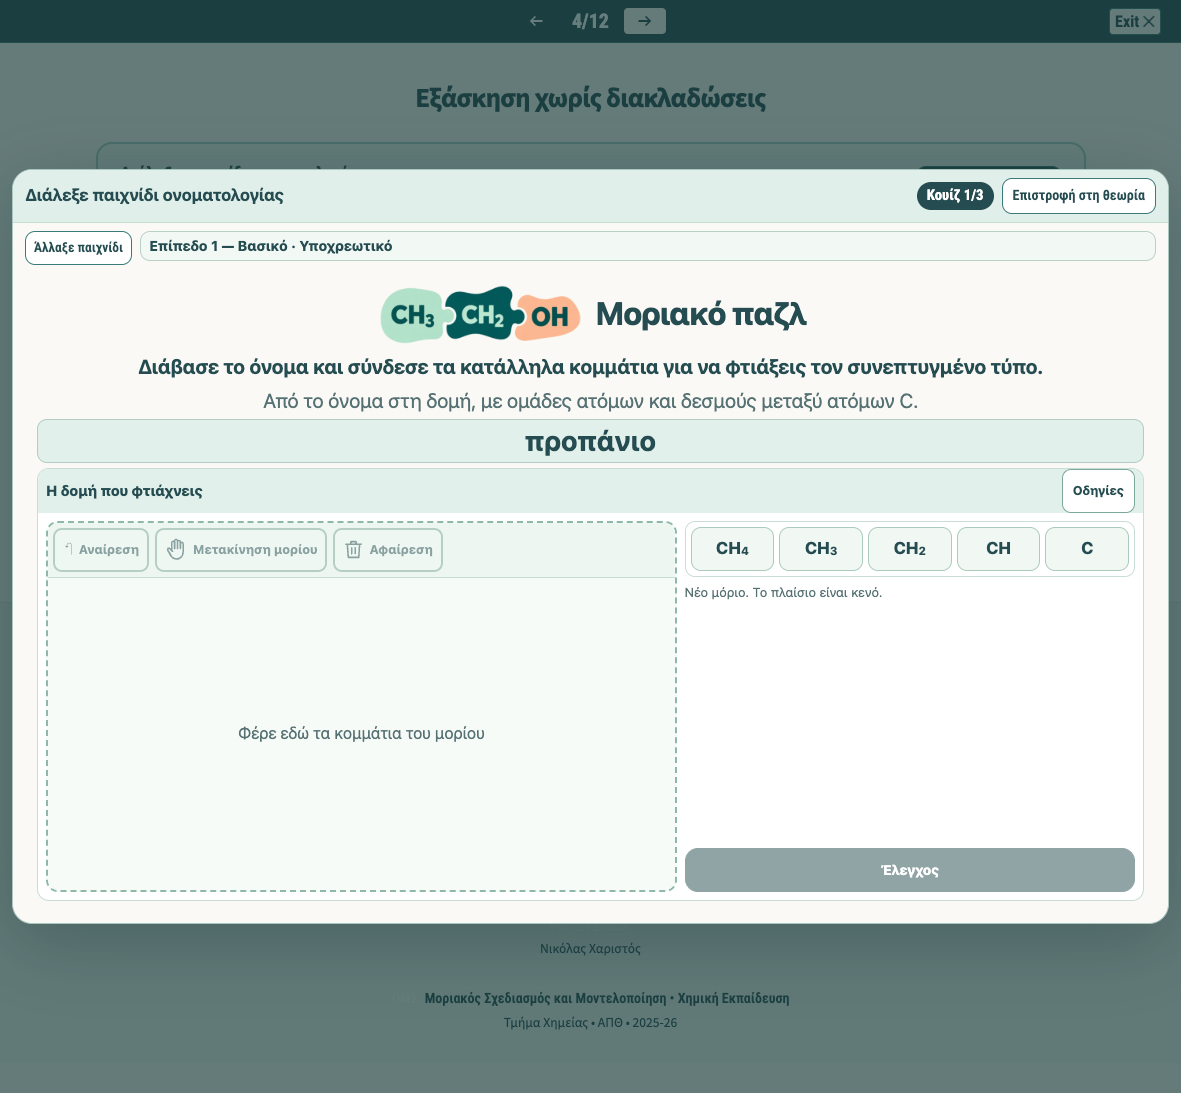 4/12
Exit
Εξάσκηση χωρίς διακλαδώσεις
Διάλεξε παιχνίδι ονοματολογίας
Κουίζ 1/3
Επιστροφή στη θεωρία
Άλλαξε παιχνίδι
Επίπεδο 1 — Βασικό · Υποχρεωτικό
CH₃ CH₂ OH
Μοριακό παζλ
Διάβασε το όνομα και σύνδεσε τα κατάλληλα κομμάτια για να φτιάξεις τον συνεπτυγμένο τύπο.
Από το όνομα στη δομή, με ομάδες ατόμων και δεσμούς μεταξύ ατόμων C.
προπάνιο
Η δομή που φτιάχνεις
Οδηγίες
Αναίρεση
Μετακίνηση μορίου
Αφαίρεση
CH₄
CH₃
CH₂
CH
C
Νέο μόριο. Το πλαίσιο είναι κενό.
Φέρε εδώ τα κομμάτια του μορίου
Έλεγχος
Νικόλας Χαριστός
Μοριακός Σχεδιασμός και Μοντελοποίηση • Χημική Εκπαίδευση
Τμήμα Χημείας • ΑΠΘ • 2025-26